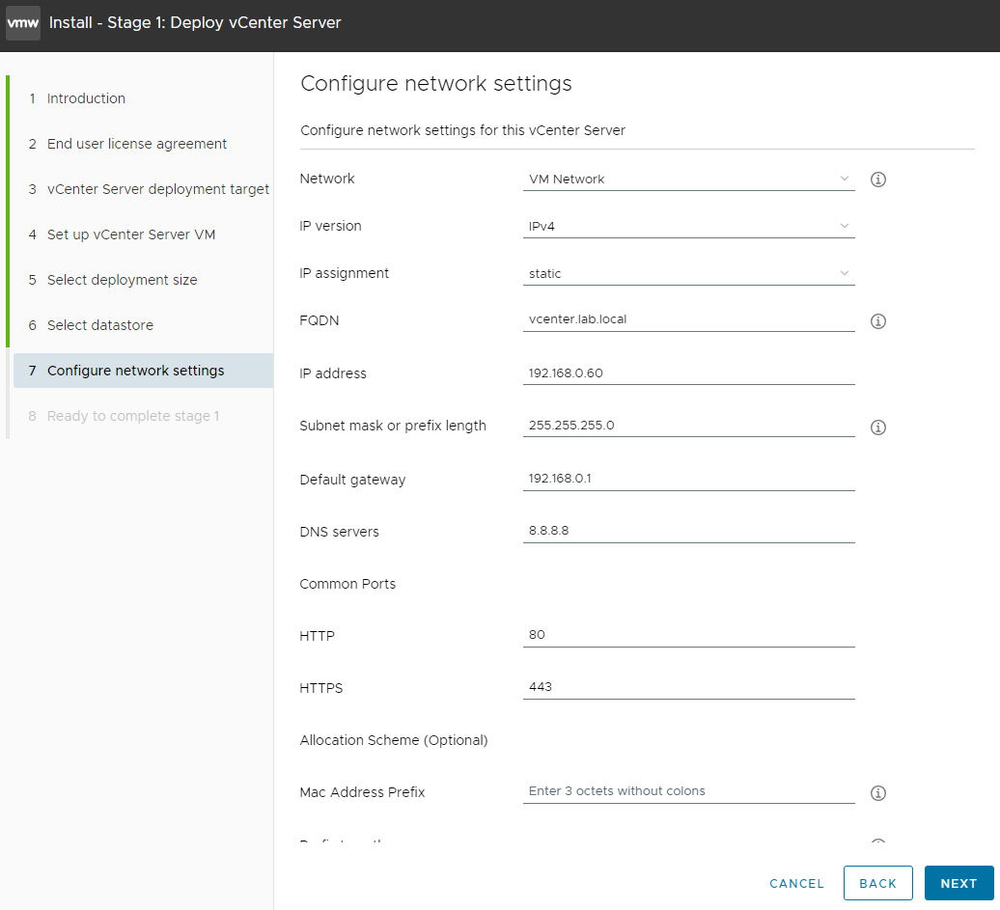 vmw Install - Stage 1: Deploy vCenter Server
1 Introduction
2 End user license agreement
3 vCenter Server deployment target
4 Set up vCenter Server VM
5 Select deployment size
6 Select datastore
7 Configure network settings
8 Ready to complete stage 1
Configure network settings
Configure network settings for this vCenter Server
Network VM Network
IP version IPv4
IP assignment static
FQDN vcenter.lab.local
IP address 192.168.0.60
Subnet mask or prefix length 255.255.255.0
Default gateway 192.168.0.1
DNS servers 8.8.8.8
Common Ports
HTTP 80
HTTPS 443
Allocation Scheme (Optional)
Mac Address Prefix Enter 3 octets without colons
CANCEL BACK NEXT